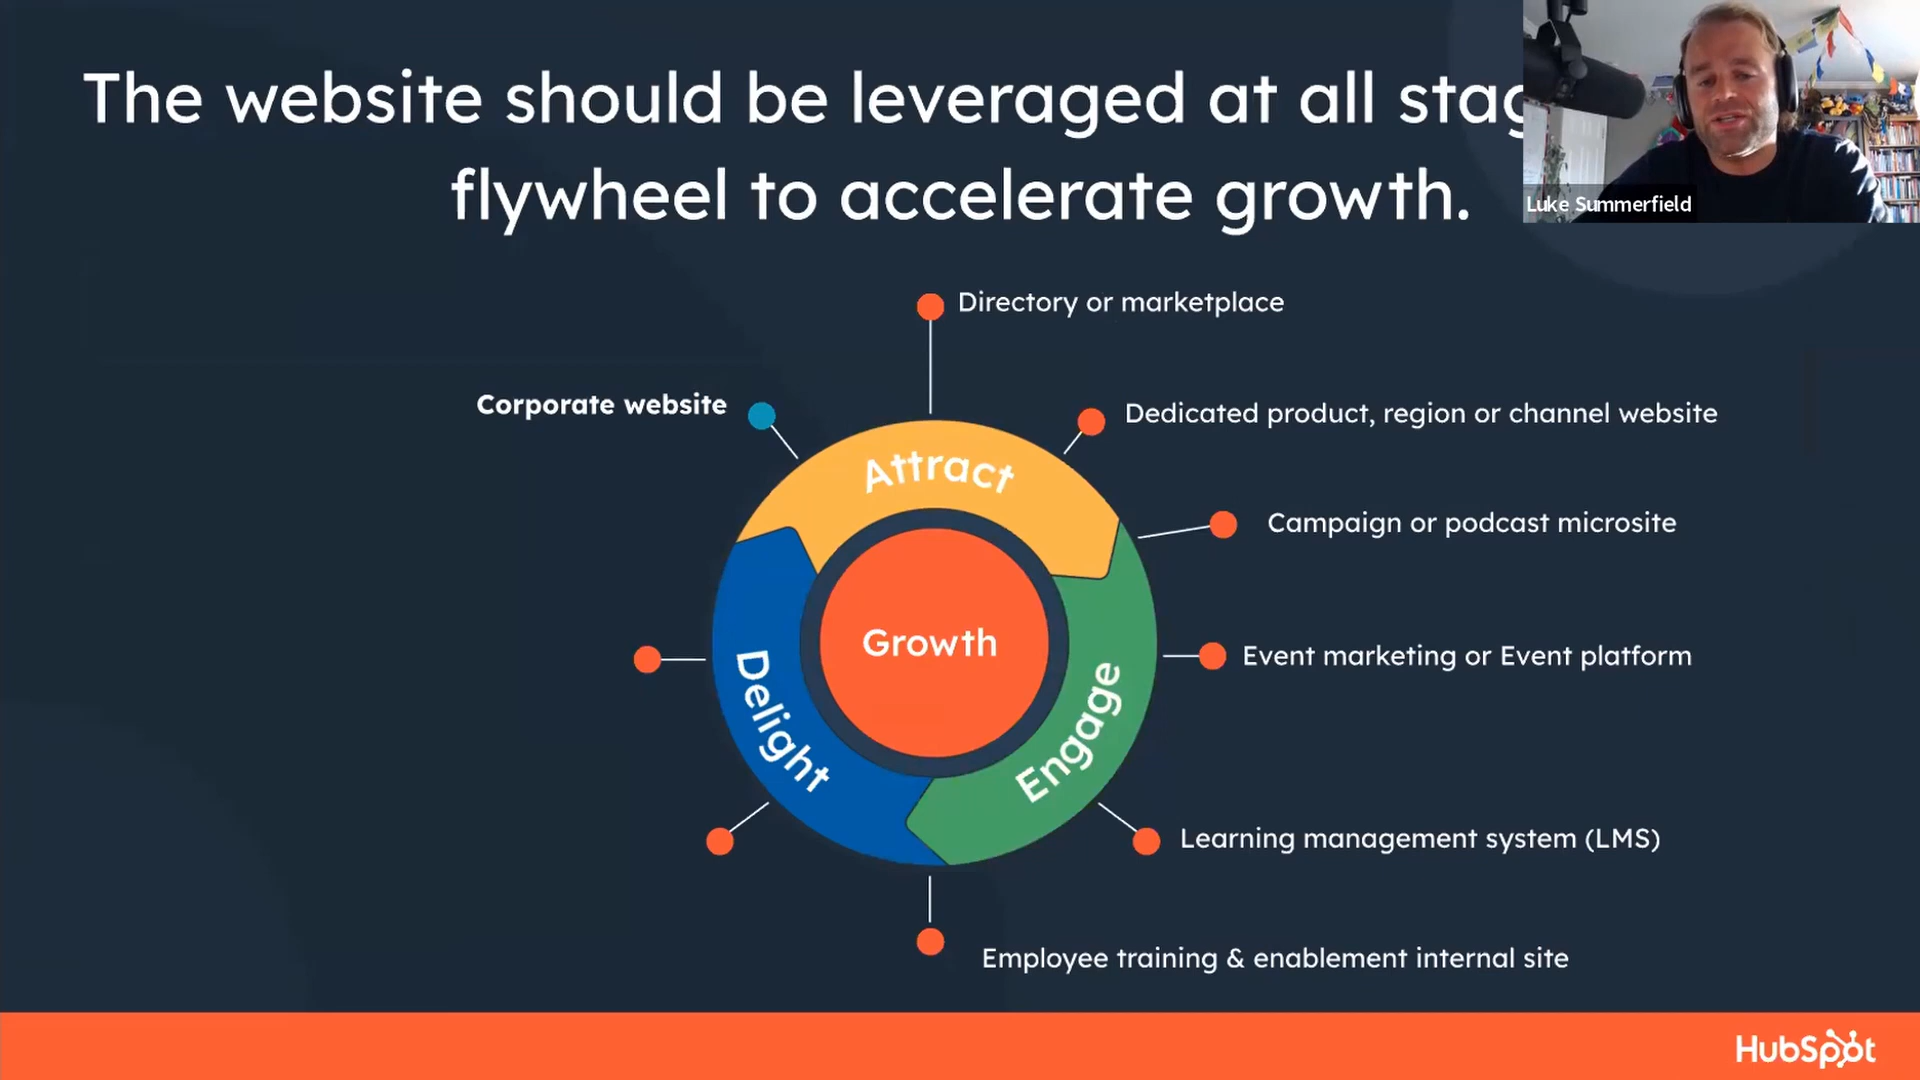 The website should be leveraged at all
flywheel to accelerate growth.
Luke Summerfield
Directory or marketplace
Corporate website
Dedicated product, region or channel website
Attract
Campaign or podcast microsite
Growth
Delight
Engage
Event marketing or Event platform
Learning management system (LMS)
Employee training & enablement internal site
HubSpot